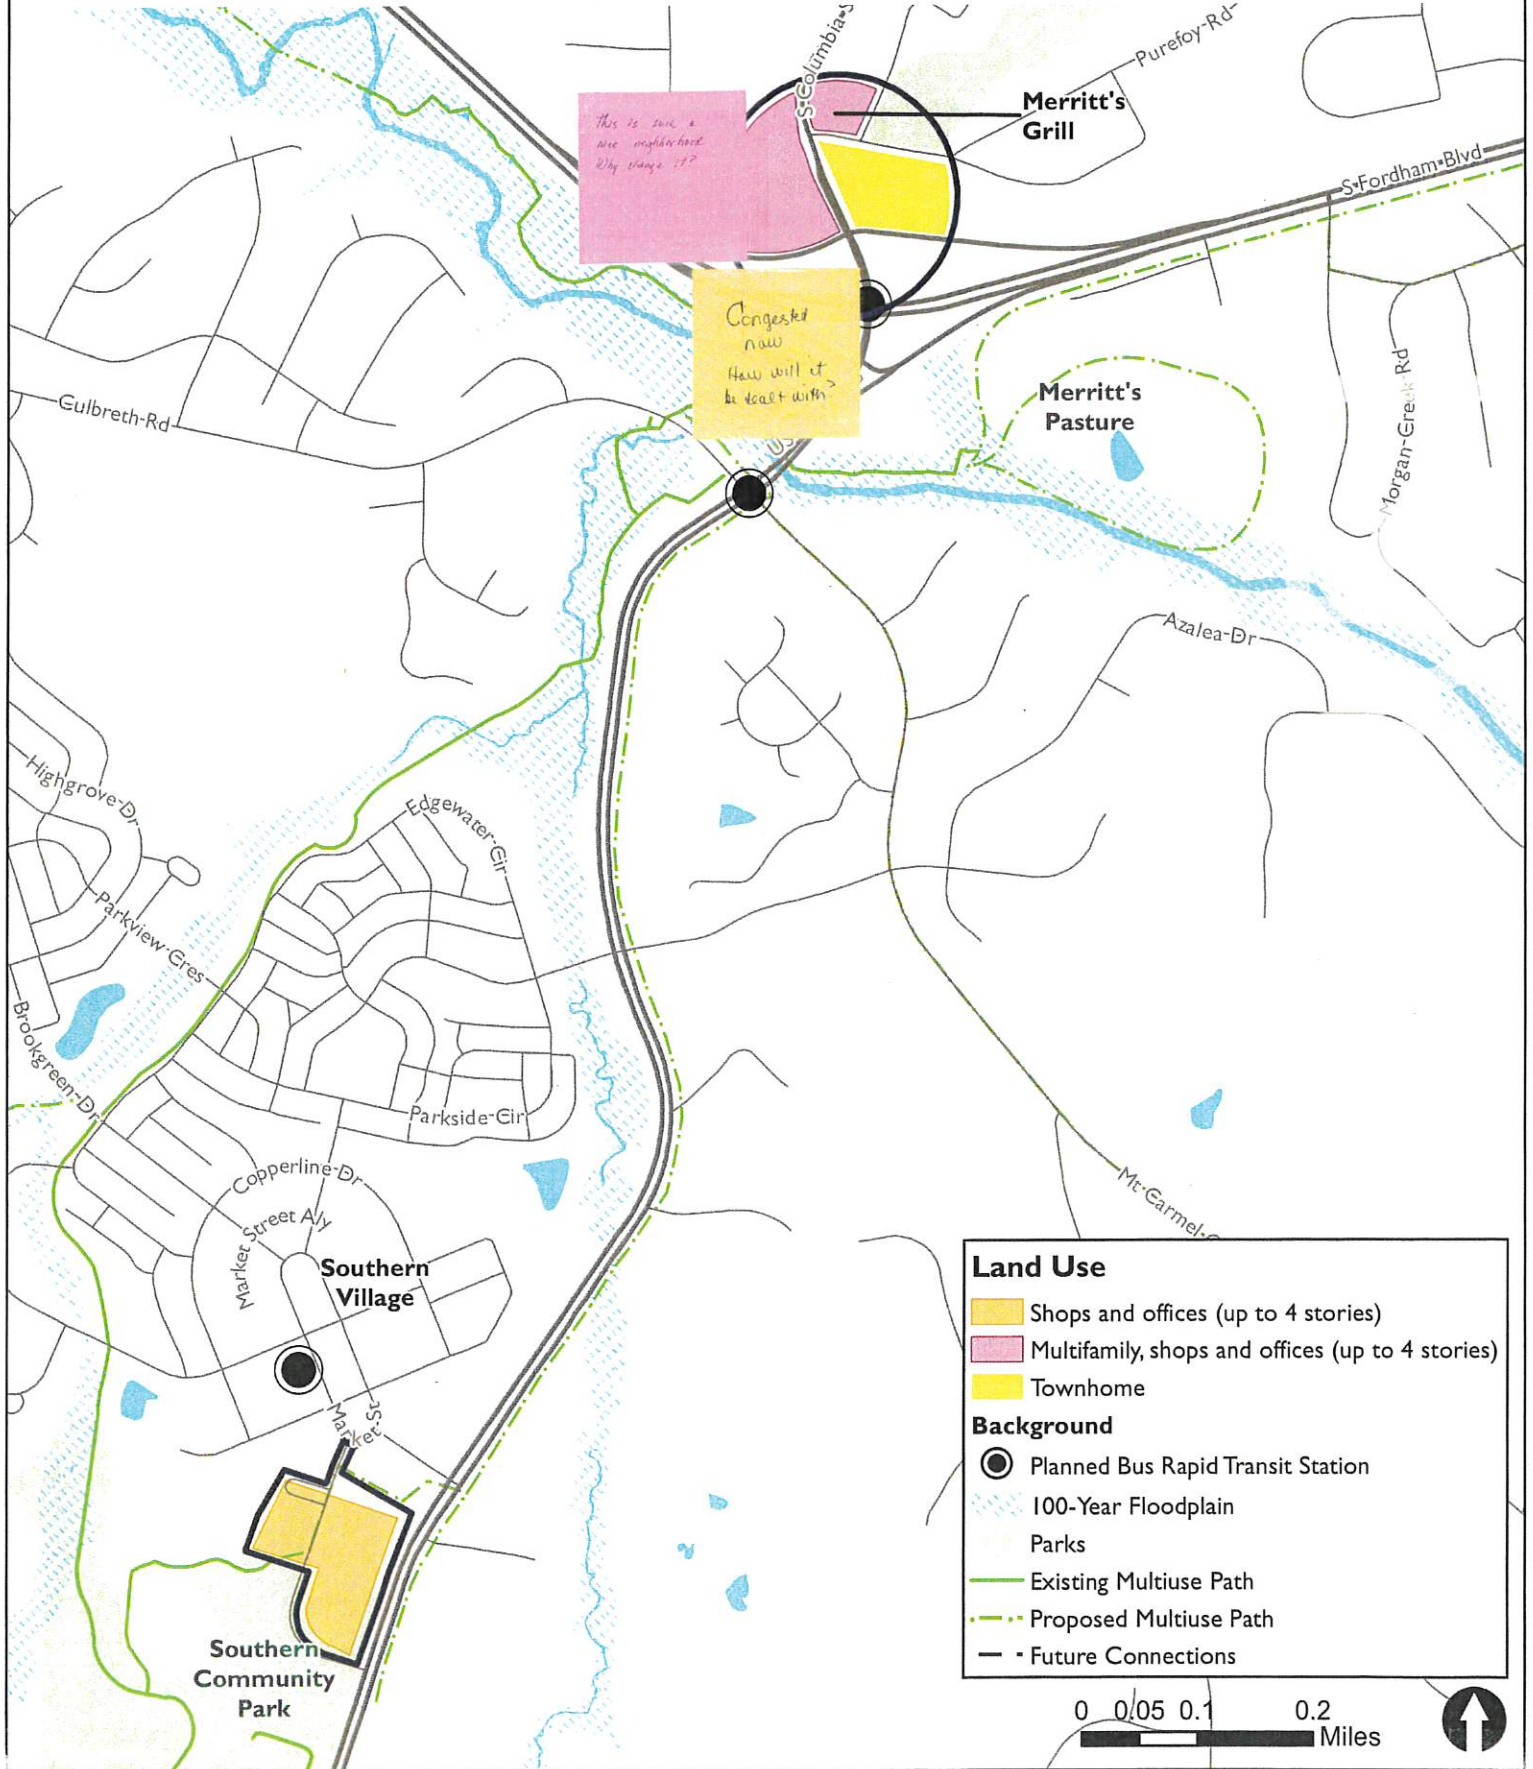 S-Columbia-S
Purefoy-Rd
Merritt's
Grill
This is such a
nice neighborhood
Why change it?
S-Fordham-Blvd
Congested
now
How will it
be dealt with?
Culbreth-Rd
Merritt's
Pasture
Morgan-Creek-Rd
US
Azalea-Dr
Highgrove-Dr
Edgewater-Cir
Parkview-Cres
Brookgreen-Dr
Parkside-Cir
Copperline-Dr
Market Street Aly
Mt-Carmel-
Southern
Village
Market-St
Southern
Community
Park
Land Use
Shops and offices (up to 4 stories)
Multifamily, shops and offices (up to 4 stories)
Townhome
Background
Planned Bus Rapid Transit Station
100-Year Floodplain
Parks
Existing Multiuse Path
Proposed Multiuse Path
Future Connections
0 0.05 0.1 0.2
Miles